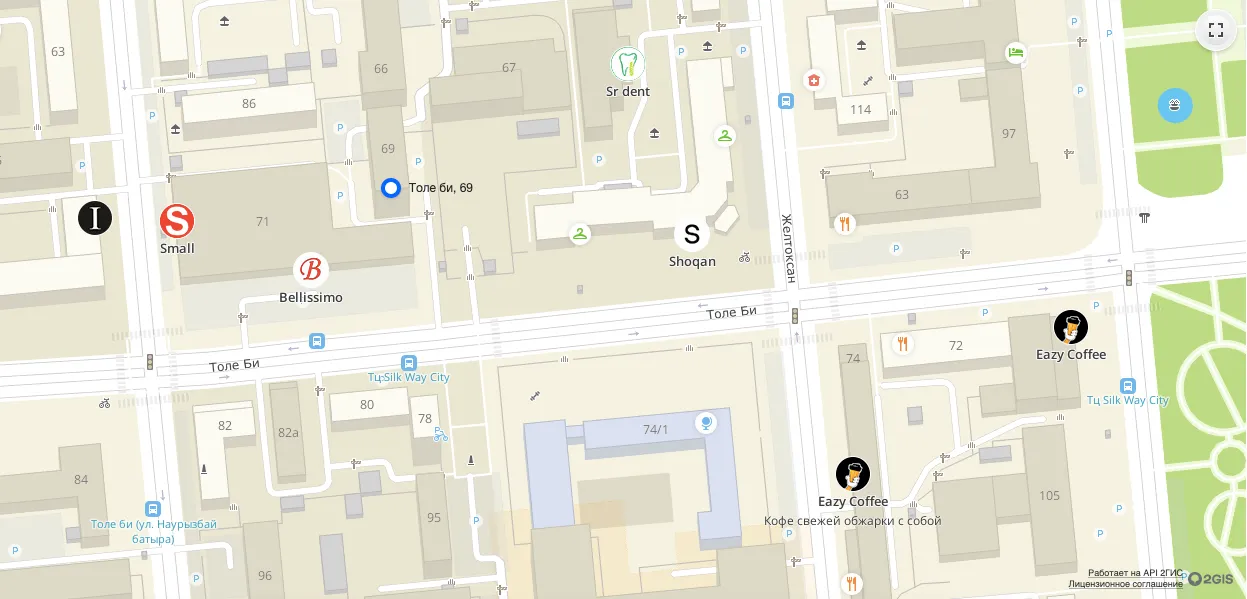 63
66
67
86
Sr dent
114
97
69
Толе би, 69
71
63
Small
S
Shoqan
I
S
B
Bellissimo
Желтоксан
Толе Би
Толе Би
Тц Silk Way City
72
74
Eazy Coffee
80
78
82
82а
74/1
Тц Silk Way City
84
95
105
Eazy Coffee
Кофе свежей обжарки с собой
Толе би (ул. Наурызбай
батыра)
96
Работает на API 2ГИС
Лицензионное соглашение
2GIS
P